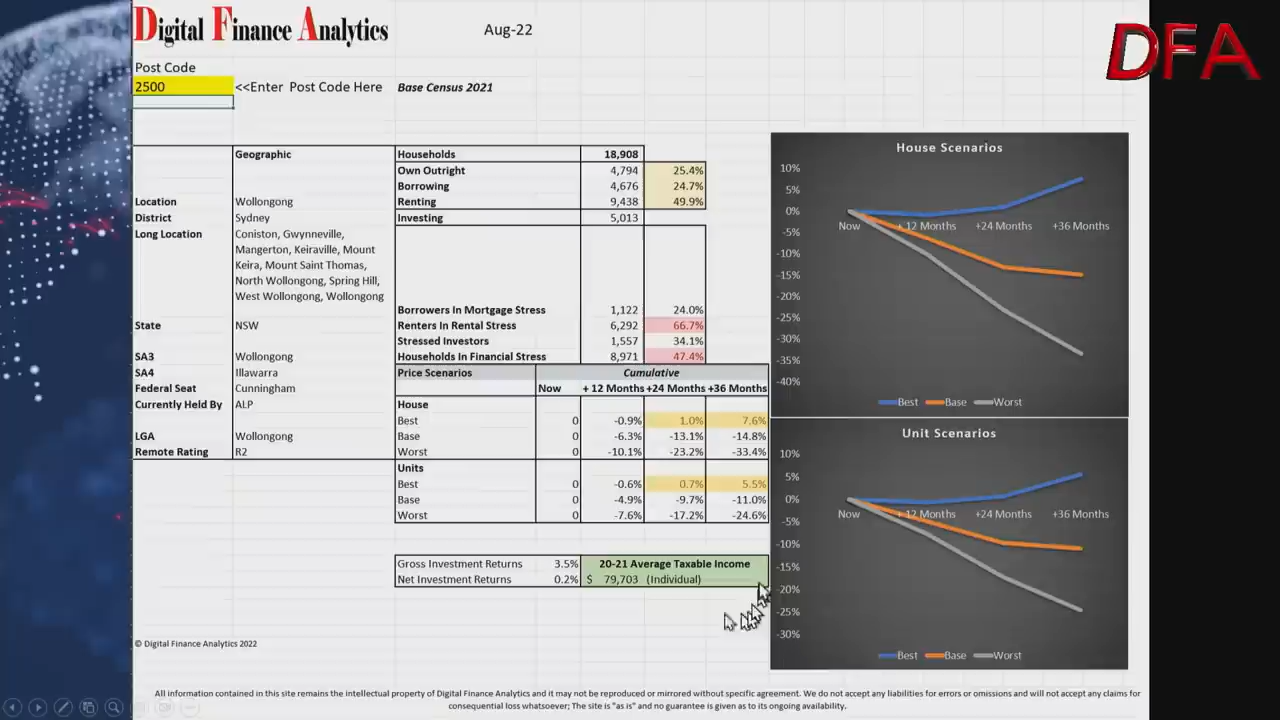 Digital Finance Analytics
Aug-22
DFA
Post Code
2500 <<Enter Post Code Here Base Census 2021
Geographic
Location Wollongong
District Sydney
Long Location Coniston, Gwynneville,
Mangerton, Keiraville, Mount
Keira, Mount Saint Thomas,
North Wollongong, Spring Hill,
West Wollongong, Wollongong
State NSW
SA3 Wollongong
SA4 Illawarra
Federal Seat Cunningham
Currently Held By ALP
LGA Wollongong
Remote Rating R2
Households 18,908
Own Outright 4,794 25.4%
Borrowing 4,676 24.7%
Renting 9,438 49.9%
Investing 5,013
Borrowers In Mortgage Stress 1,122 24.0%
Renters In Rental Stress 6,292 66.7%
Stressed Investors 1,557 34.1%
Households In Financial Stress 8,971 47.4%
Price Scenarios Cumulative
Now + 12 Months +24 Months +36 Months
House
Best 0 -0.9% 1.0% 7.6%
Base 0 -6.3% -13.1% -14.8%
Worst 0 -10.1% -23.2% -33.4%
Units
Best 0 -0.6% 0.7% 5.5%
Base 0 -4.9% -9.7% -11.0%
Worst 0 -7.6% -17.2% -24.6%
Gross Investment Returns 3.5% 20-21 Average Taxable Income
Net Investment Returns 0.2% $ 79,703 (Individual)
House Scenarios
10%
5%
0%
Now + 12 Months +24 Months +36 Months
-5%
-10%
-15%
-20%
-25%
-30%
-35%
-40%
Best Base Worst
Unit Scenarios
10%
5%
0%
Now + 12 Months +24 Months +36 Months
-5%
-10%
-15%
-20%
-25%
-30%
Best Base Worst
© Digital Finance Analytics 2022
All information contained in this site remains the intellectual property of Digital Finance Analytics and it may not be reproduced or mirrored without specific agreement. We do not accept any liabilities for errors or omissions and will not accept any claims for
consequential loss whatsoever; The site is "as is" and no guarantee is given as to its ongoing availability.